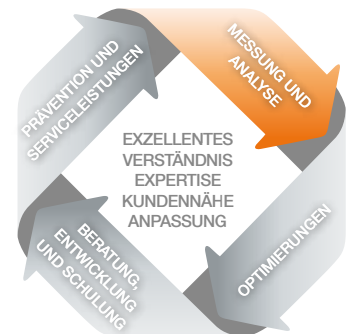 PRÄVENTION UND
SERVICELEISTUNGEN
MESSUNG UND
ANALYSE
EXZELLENTES
VERSTÄNDNIS
EXPERTISE
KUNDENNÄHE
ANPASSUNG
OPTIMIERUNGEN
BERATUNG,
ENTWICKLUNG
UND SCHULUNG